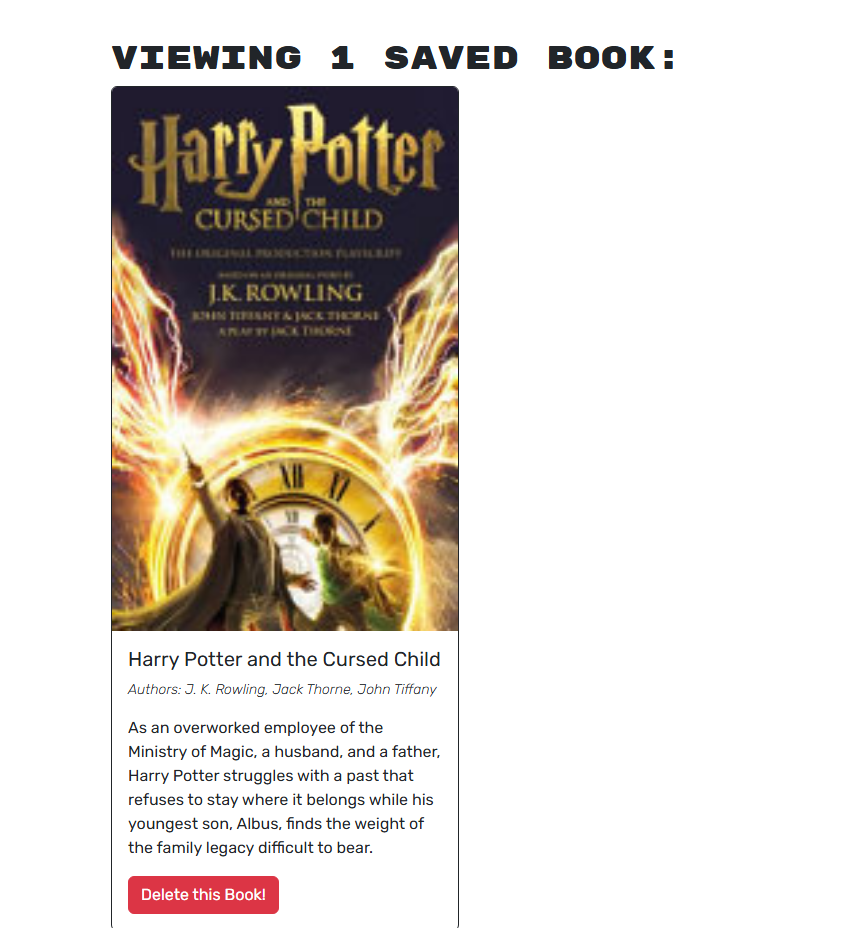 VIEWING 1 SAVED BOOK:
Harry Potter
AND THE
CURSED CHILD
THE ORIGINAL PRODUCTION PLAYSCRIPT
BASED ON AN ORIGINAL STORY BY
J.K. ROWLING
JOHN TIFFANY & JACK THORNE
A PLAY BY JACK THORNE
XII XI
XII
Harry Potter and the Cursed Child
Authors: J. K. Rowling, Jack Thorne, John Tiffany
As an overworked employee of the
Ministry of Magic, a husband, and a father,
Harry Potter struggles with a past that
refuses to stay where it belongs while his
youngest son, Albus, finds the weight of
the family legacy difficult to bear.
Delete this Book!